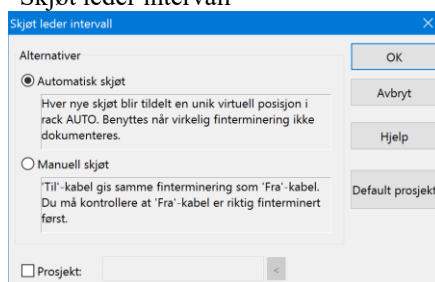 Skjøt leder intervall
Skjøt leder intervall
Alternativer
OK
Automatisk skjøt
Avbryt
Hver nye skjøt blir tildelt en unik virtuell posisjon i
rack AUTO. Benyttes når virkelig finterminering ikke
dokumenteres.
Hjelp
Manuell skjøt
'Til'-kabel gis samme finterminering som 'Fra'-kabel.
Du må kontrollere at 'Fra'-kabel er riktig finterminert
først.
Default prosjekt
Prosjekt:
<